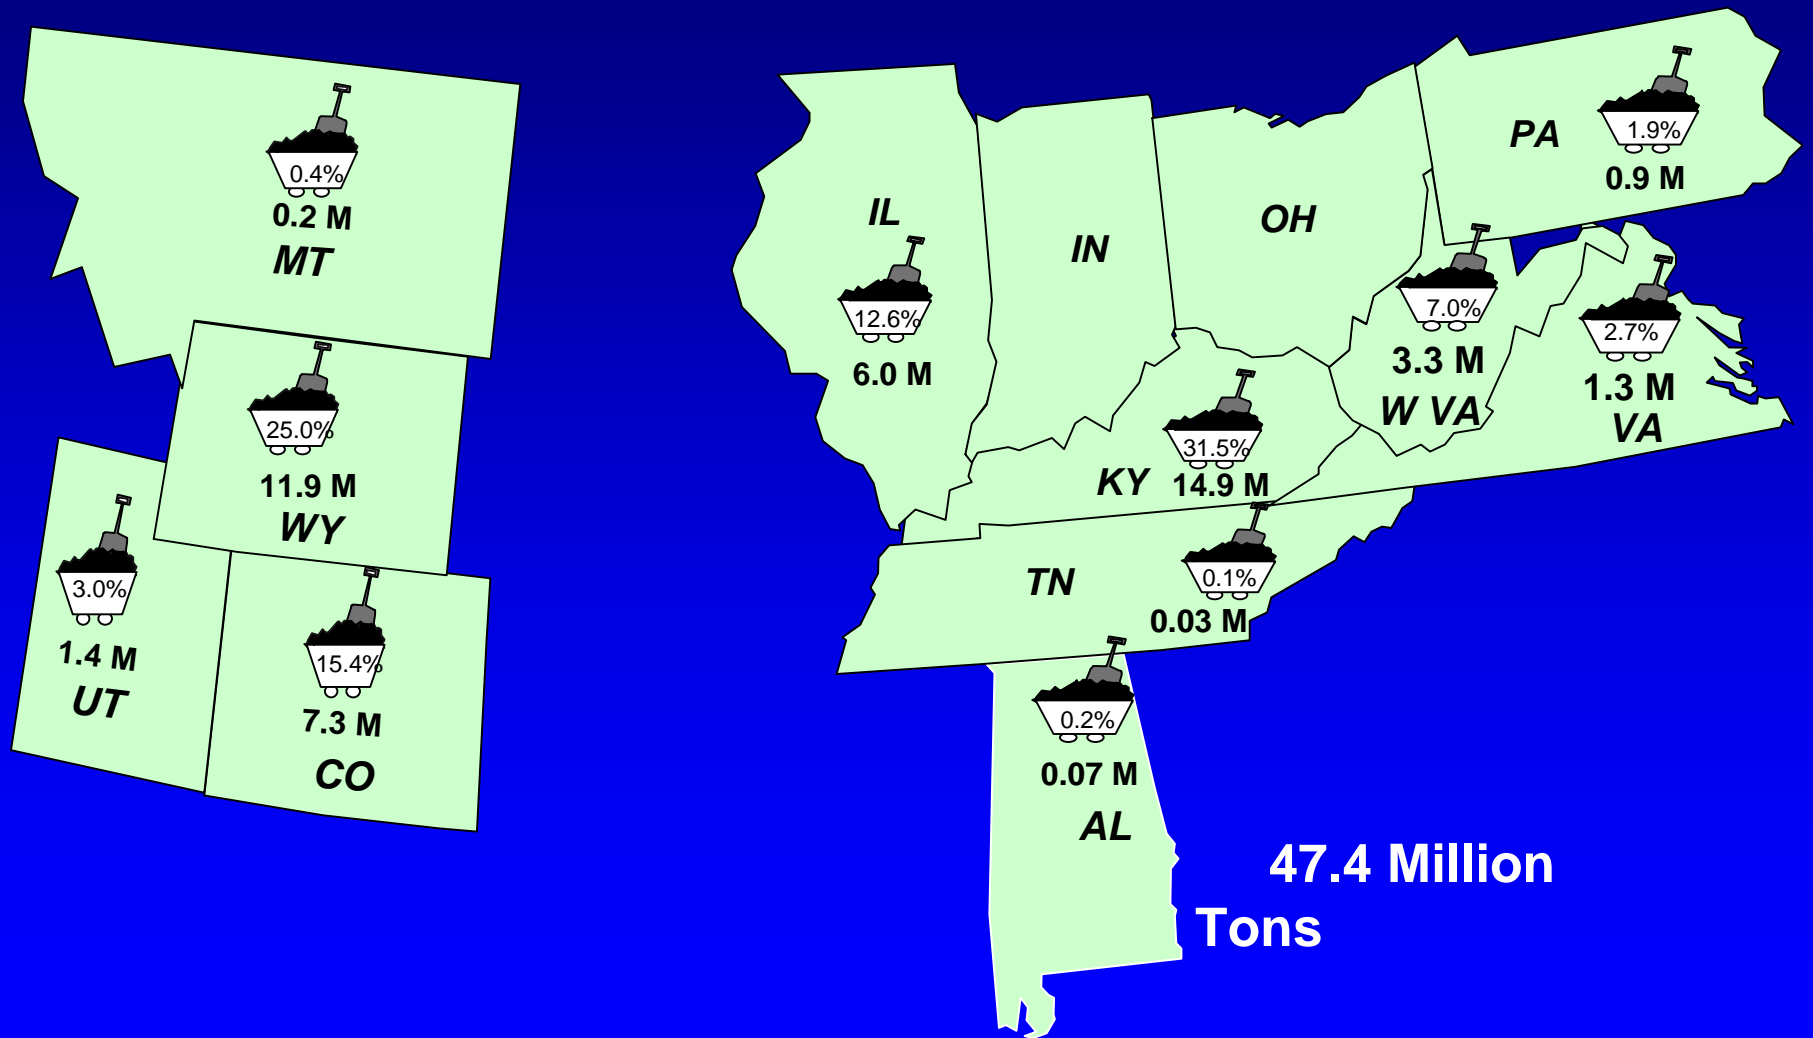 0.4%
0.2 M
MT
25.0%
11.9 M
WY
3.0%
1.4 M
UT
15.4%
7.3 M
CO
IL
12.6%
6.0 M
IN
OH
PA
1.9%
0.9 M
7.0%
3.3 M
W VA
2.7%
1.3 M
VA
31.5%
KY 14.9 M
TN
0.1%
0.03 M
0.2%
0.07 M
AL
47.4 Million
Tons